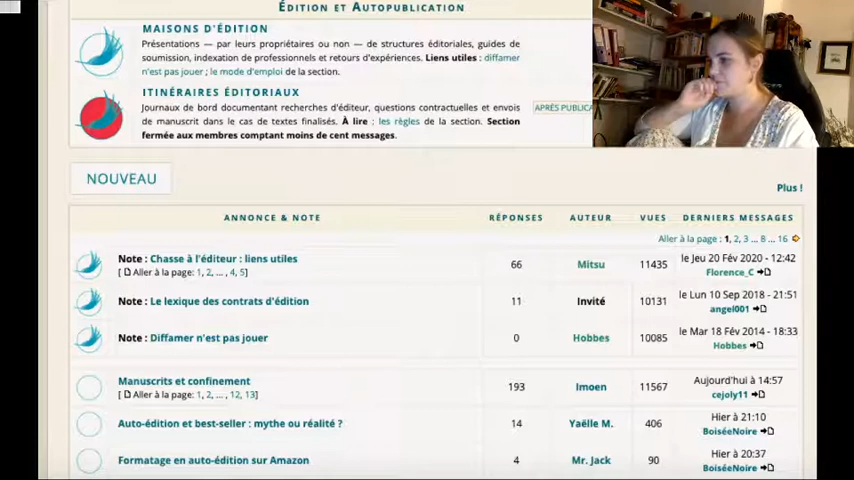 Édition et Autopublication
MAISONS D'ÉDITION
Présentations — par leurs propriétaires ou non — de structures éditoriales, guides de
soumission, indexation de professionnels et retours d'expériences. Liens utiles : diffamer
n'est pas jouer ; le mode d'emploi de la section.
ITINÉRAIRES ÉDITORIAUX
Journaux de bord documentant recherches d'éditeur, questions contractuelles et envois
de manuscrit dans le cas de textes finalisés. À lire : les règles de la section. Section
fermée aux membres comptant moins de cent messages.
APRÈS PUBLICA
NOUVEAU
Plus !
ANNONCE & NOTE RÉPONSES AUTEUR VUES DERNIERS MESSAGES
Aller à la page : 1, 2, 3 ... 8 ... 16
Note : Chasse à l'éditeur : liens utiles 66 Mitsu 11435 le Jeu 20 Fév 2020 - 12:42
[ Aller à la page: 1, 2, ... , 4, 5] Florence_C
Note : Le lexique des contrats d'édition 11 Invité 10131 le Lun 10 Sep 2018 - 21:51
angel001
Note : Diffamer n'est pas jouer 0 Hobbes 10085 le Mar 18 Fév 2014 - 18:33
Hobbes
Manuscrits et confinement 193 Imoen 11567 Aujourd'hui à 14:57
[ Aller à la page: 1, 2, ... , 12, 13] cejoly11
Auto-édition et best-seller : mythe ou réalité ? 14 Yaëlle M. 406 Hier à 21:10
BoiséeNoire
Formatage en auto-édition sur Amazon 4 Mr. Jack 90 Hier à 20:37
BoiséeNoire